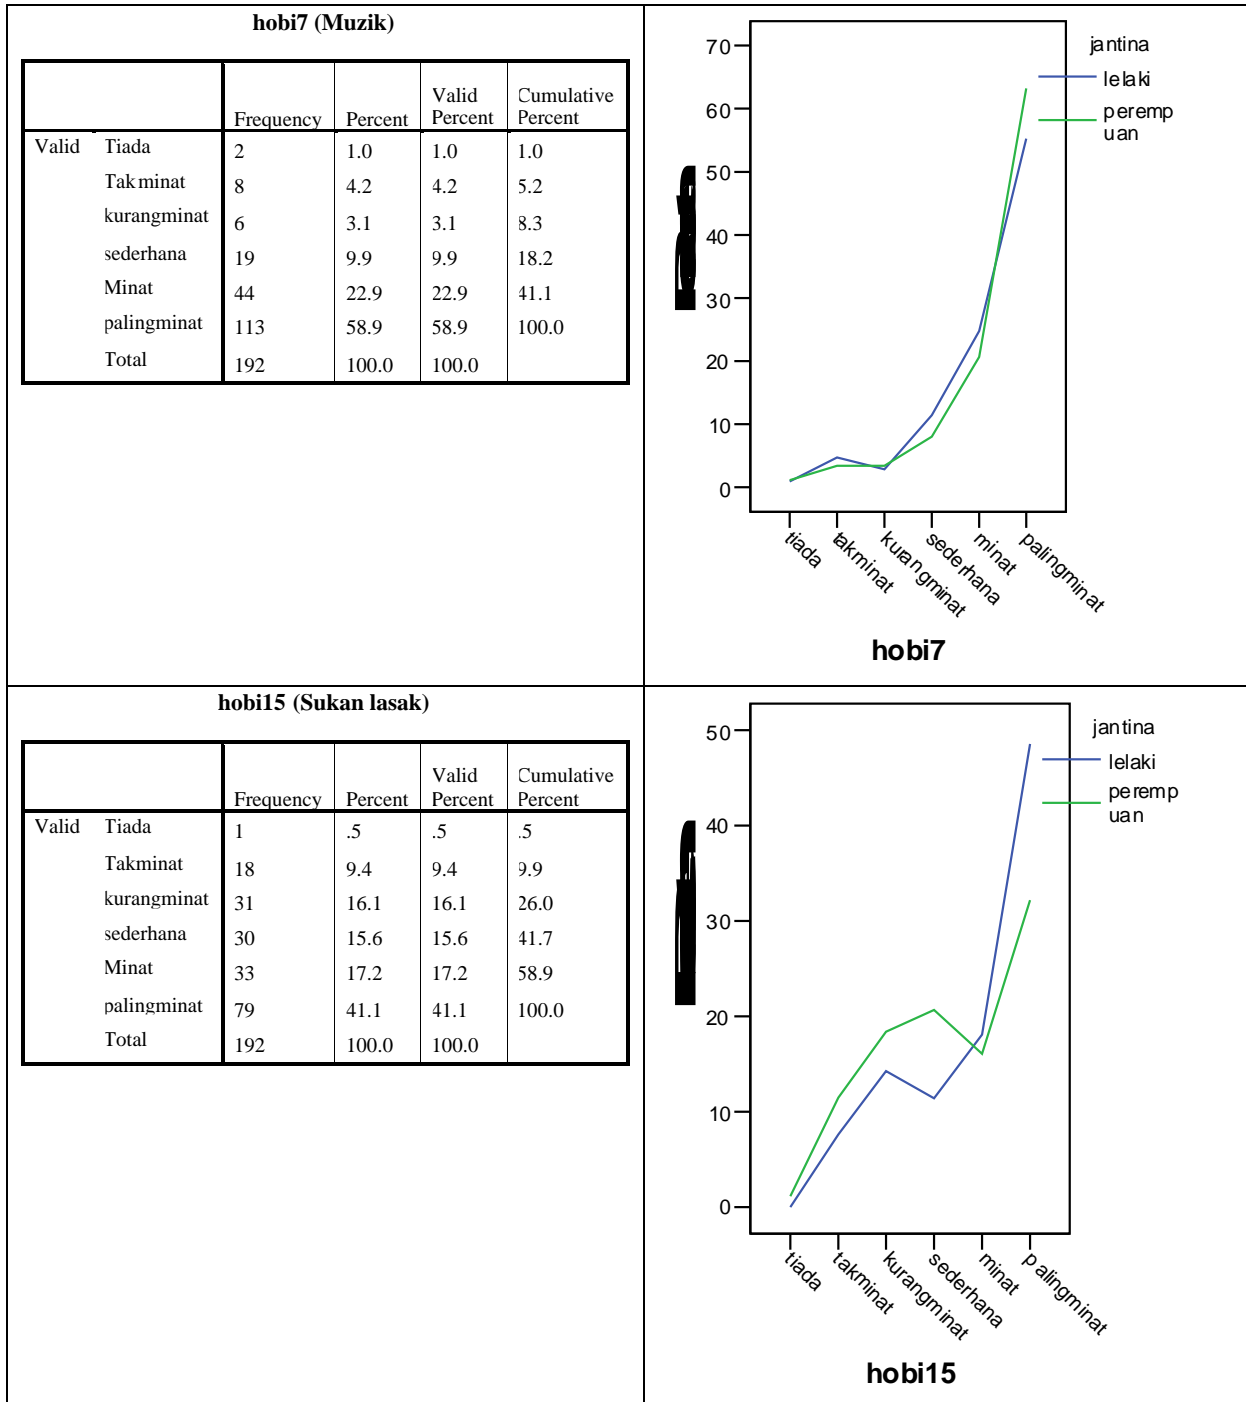 hobi7 (Muzik)
Frequency Percent Valid Percent Cumulative Percent
Valid Tiada 2 1.0 1.0 1.0
Takminat 8 4.2 4.2 5.2
kurangminat 6 3.1 3.1 8.3
sederhana 19 9.9 9.9 18.2
Minat 44 22.9 22.9 41.1
palingminat 113 58.9 58.9 100.0
Total 192 100.0 100.0
70
60
50
40
30
20
10
0
jantina
lelaki
peremp
uan
tiada
takminat
kurangminat
sederhana
minat
palingminat
hobi7
hobi15 (Sukan lasak)
Frequency Percent Valid Percent Cumulative Percent
Valid Tiada 1 .5 .5 .5
Takminat 18 9.4 9.4 9.9
kurangminat 31 16.1 16.1 26.0
sederhana 30 15.6 15.6 41.7
Minat 33 17.2 17.2 58.9
palingminat 79 41.1 41.1 100.0
Total 192 100.0 100.0
50
40
30
20
10
0
jantina
lelaki
peremp
uan
tiada
takminat
kurangminat
sederhana
minat
palingminat
hobi15